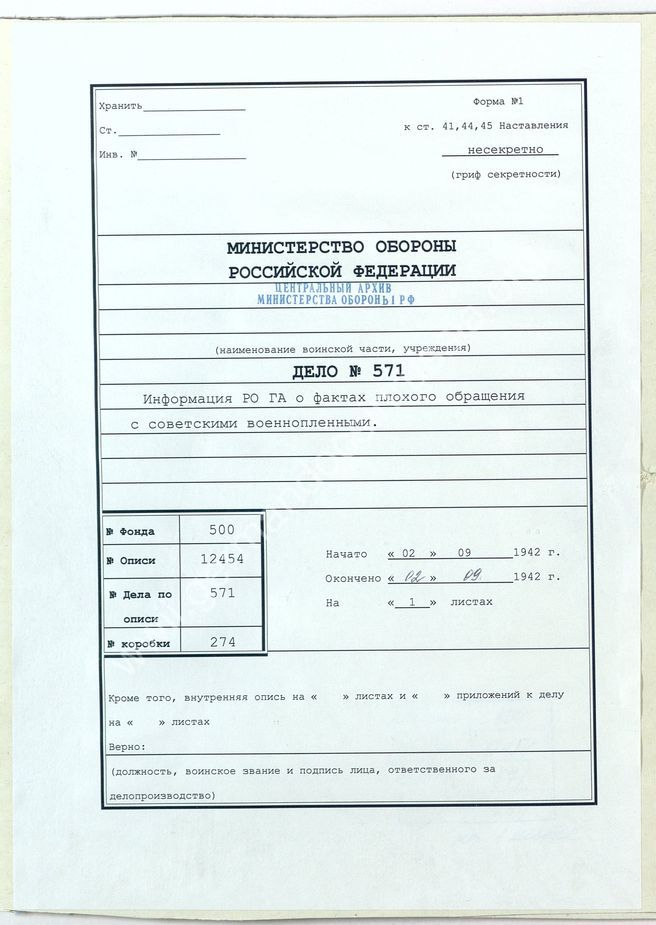 Хранить
Форма №1
Ст.
к ст. 41,44,45 Наставления
Инв. №
несекретно
(гриф секретности)
МИНИСТЕРСТВО ОБОРОНЫ
РОССИЙСКОЙ ФЕДЕРАЦИИ
ЦЕНТРАЛЬНЫЙ АРХИВ
МИНИСТЕРСТВА ОБОРОНЫ РФ
(наименование воинской части, учреждения)
ДЕЛО № 571
Информация РО ГА о фактах плохого обращения
с советскими военнопленными.
№ Фонда 500
№ Описи 12454
№ Дела по описи 571
№ коробки 274
Начато « 02 » 09 1942 г.
Окончено « 02 » 09 1942 г.
На « 1 » листах
Кроме того, внутренняя опись на « » листах и « » приложений к делу
на « » листах
Верно:
(должность, воинское звание и подпись лица, ответственного за
делопроизводство)